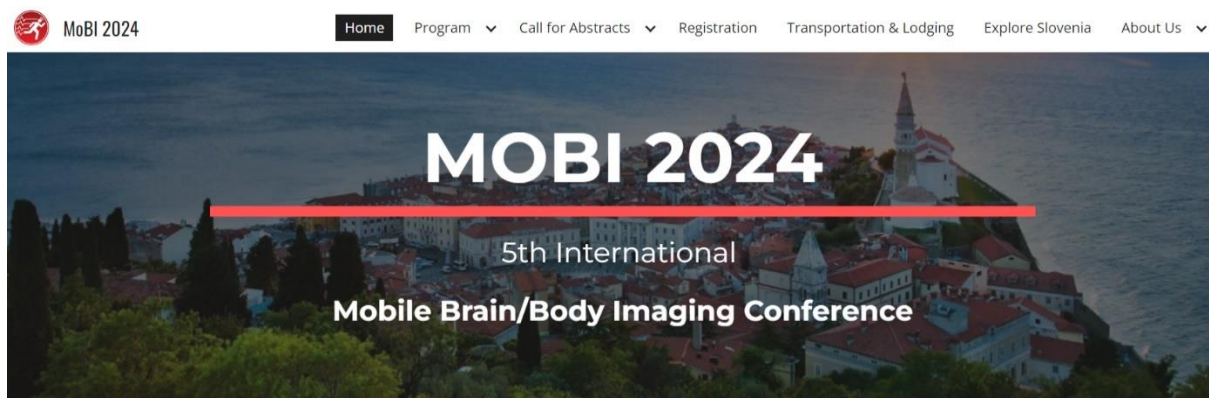 MoBI 2024 Home Program Call for Abstracts Registration Transportation & Lodging Explore Slovenia About Us
MOBI 2024
5th International
Mobile Brain/Body Imaging Conference